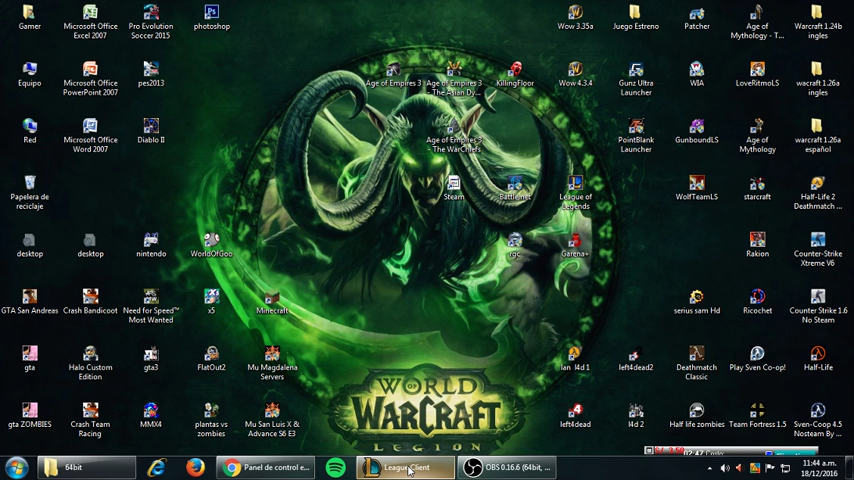 Gamer
Microsoft Office
Excel 2007
Pro Evolution
Soccer 2015
photoshop
Wow 3.35a
Juego Estreno
Patcher
Age of
Mythology - T...
Warcraft 1.24b
ingles
Equipo
Microsoft Office
PowerPoint 2007
pes2013
Age of Empires 3
Age of Empires 3
- The Asian Dy...
KillingFloor
Wow 4.3.4
Gunz Ultra
Launcher
WIA
LoveRitmoLS
warcraft 1.26a
ingles
Red
Microsoft Office
Word 2007
Diablo II
Age of Empires 3
- The WarChiefs
PointBlank
Launcher
GunboundLS
Age of
Mythology
warcraft 1.26a
español
Papelera de
reciclaje
Steam
Battle.net
League of
Legends
WolfTeamLS
starcraft
Half-Life 2
Deathmatch ...
desktop
desktop
nintendo
WorldOfGoo
rgc
Garena+
Rakion
Counter-Strike
Xtreme V6
GTA San Andreas
Crash Bandicoot
Need for Speed™
Most Wanted
x5
Minecraft
serius sam Hd
Ricochet
Counter Strike 1.6
No Steam
gta
Halo Custom
Edition
gta3
FlatOut2
Mu Magdalena
Servers
lan l4d 1
left4dead2
Deathmatch
Classic
Play Sven Co-op!
Half-Life
gta ZOMBIES
Crash Team
Racing
MMX4
plantas vs
zombies
Mu San Luis X &
Advance S6 E3
WORLD
OF
WARCRAFT
LEGION
left4dead
l4d 2
Half life zombies
Team Fortress 1.5
Sven-Coop 4.5
Nosteam By ...
64bit
Panel de control e...
League Client
OBS 0.16.6 (64bit, ...
11:44 a.m.
18/12/2016